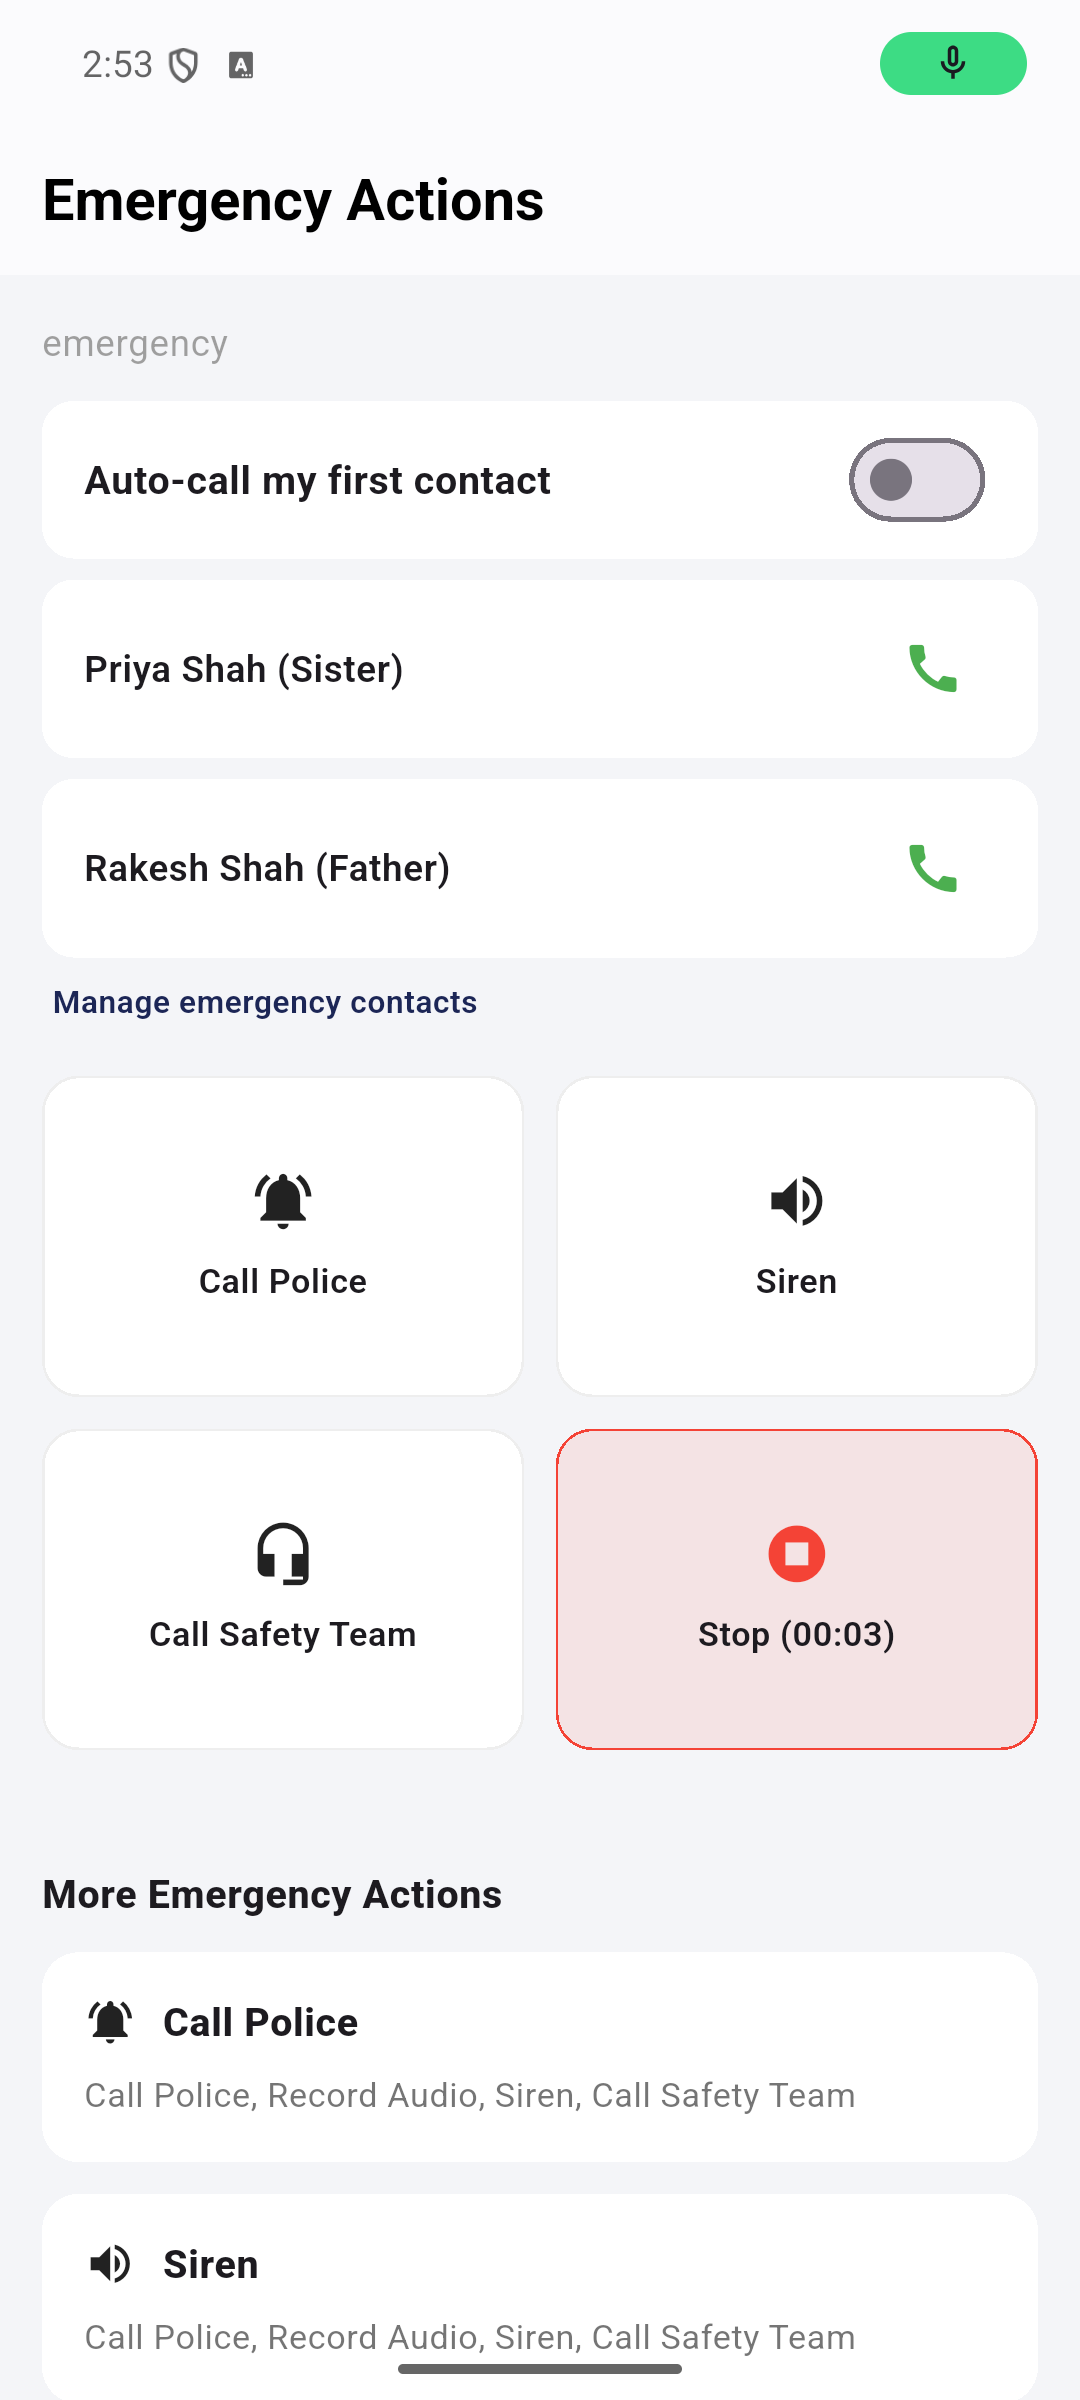 2:53
Emergency Actions
emergency
Auto-call my first contact
Priya Shah (Sister)
Rakesh Shah (Father)
Manage emergency contacts
Call Police
Siren
Call Safety Team
Stop (00:03)
More Emergency Actions
Call Police
Call Police, Record Audio, Siren, Call Safety Team
Siren
Call Police, Record Audio, Siren, Call Safety Team